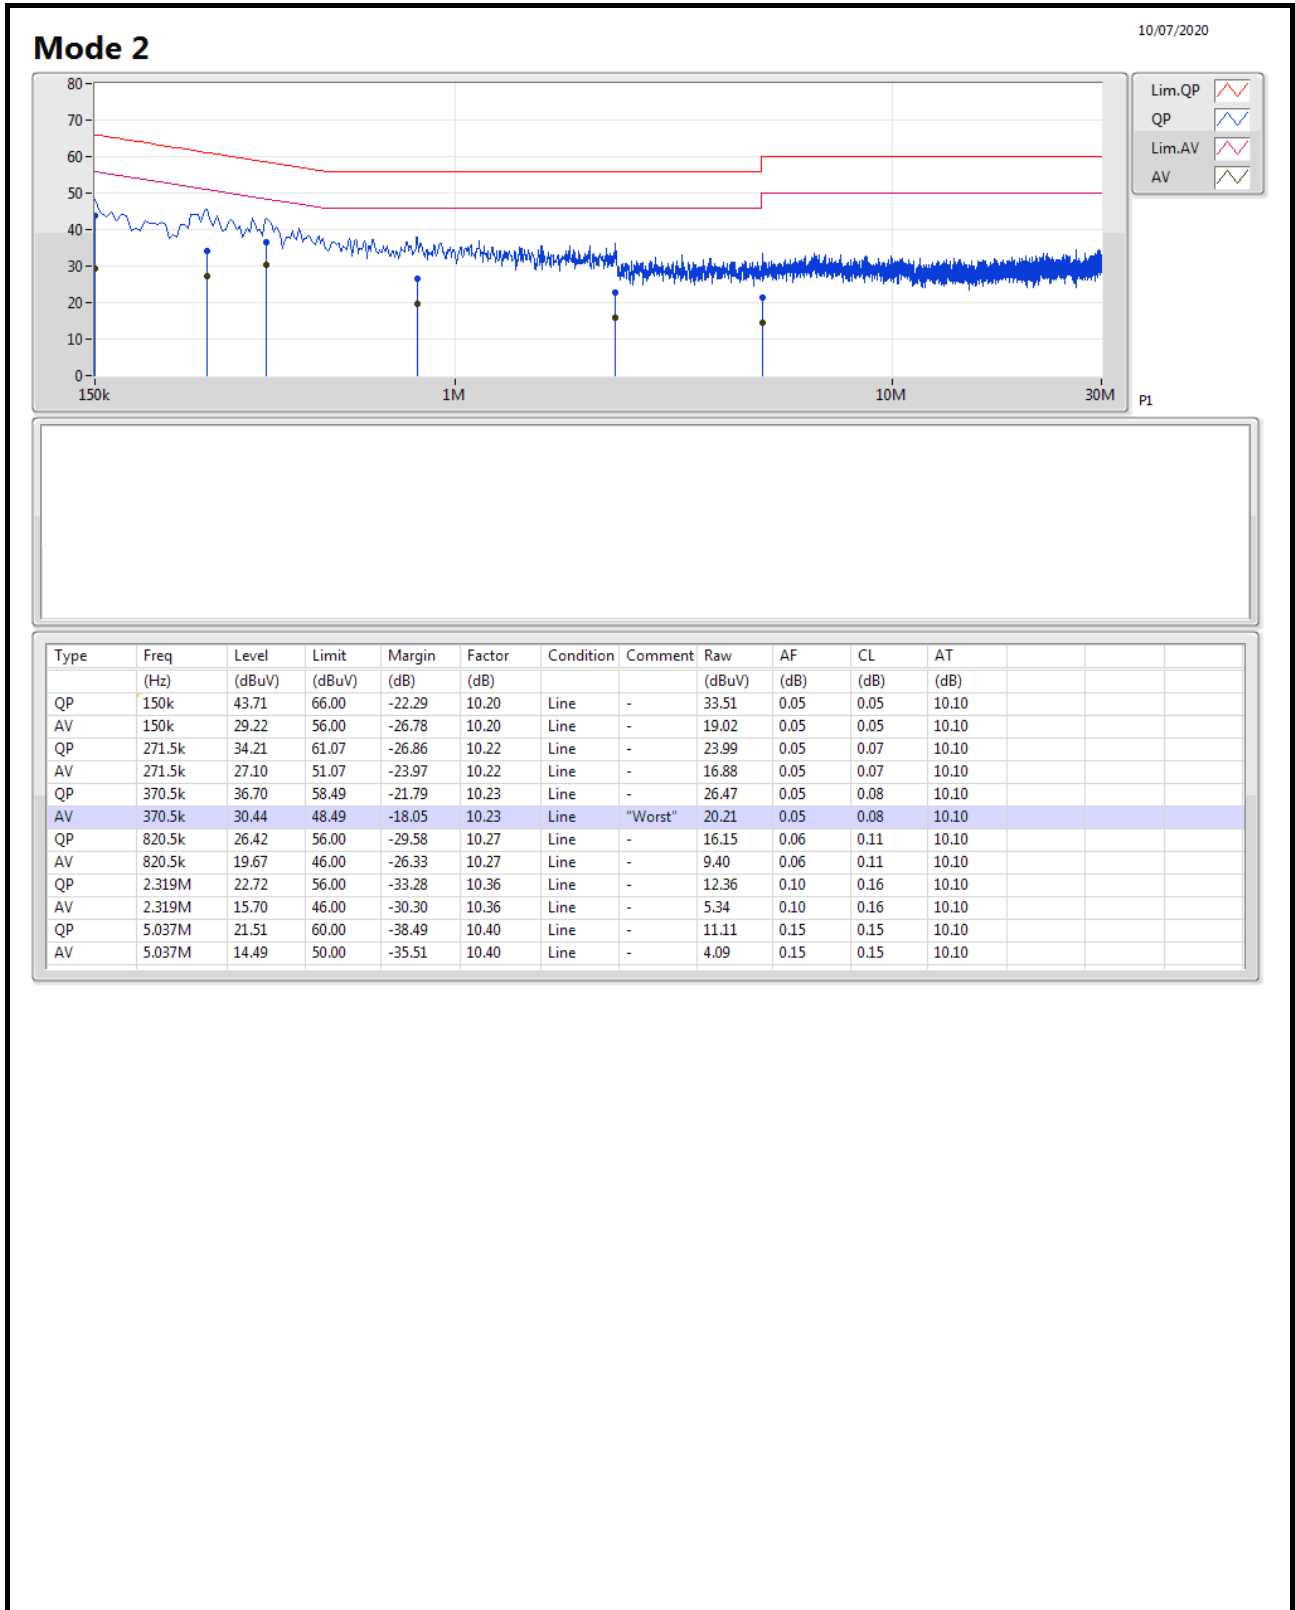 10/07/2020
Mode 2
80
70
60
50
40
30
20
10
0
150k 1M 10M 30M
Lim.QP
QP
Lim.AV
AV
P1
Type Freq Level Limit Margin Factor Condition Comment Raw AF CL AT
(Hz) (dBuV) (dBuV) (dB) (dB) (dBuV) (dB) (dB) (dB)
QP 150k 43.71 66.00 -22.29 10.20 Line - 33.51 0.05 0.05 10.10
AV 150k 29.22 56.00 -26.78 10.20 Line - 19.02 0.05 0.05 10.10
QP 271.5k 34.21 61.07 -26.86 10.22 Line - 23.99 0.05 0.07 10.10
AV 271.5k 27.10 51.07 -23.97 10.22 Line - 16.88 0.05 0.07 10.10
QP 370.5k 36.70 58.49 -21.79 10.23 Line - 26.47 0.05 0.08 10.10
AV 370.5k 30.44 48.49 -18.05 10.23 Line "Worst" 20.21 0.05 0.08 10.10
QP 820.5k 26.42 56.00 -29.58 10.27 Line - 16.15 0.06 0.11 10.10
AV 820.5k 19.67 46.00 -26.33 10.27 Line - 9.40 0.06 0.11 10.10
QP 2.319M 22.72 56.00 -33.28 10.36 Line - 12.36 0.10 0.16 10.10
AV 2.319M 15.70 46.00 -30.30 10.36 Line - 5.34 0.10 0.16 10.10
QP 5.037M 21.51 60.00 -38.49 10.40 Line - 11.11 0.15 0.15 10.10
AV 5.037M 14.49 50.00 -35.51 10.40 Line - 4.09 0.15 0.15 10.10